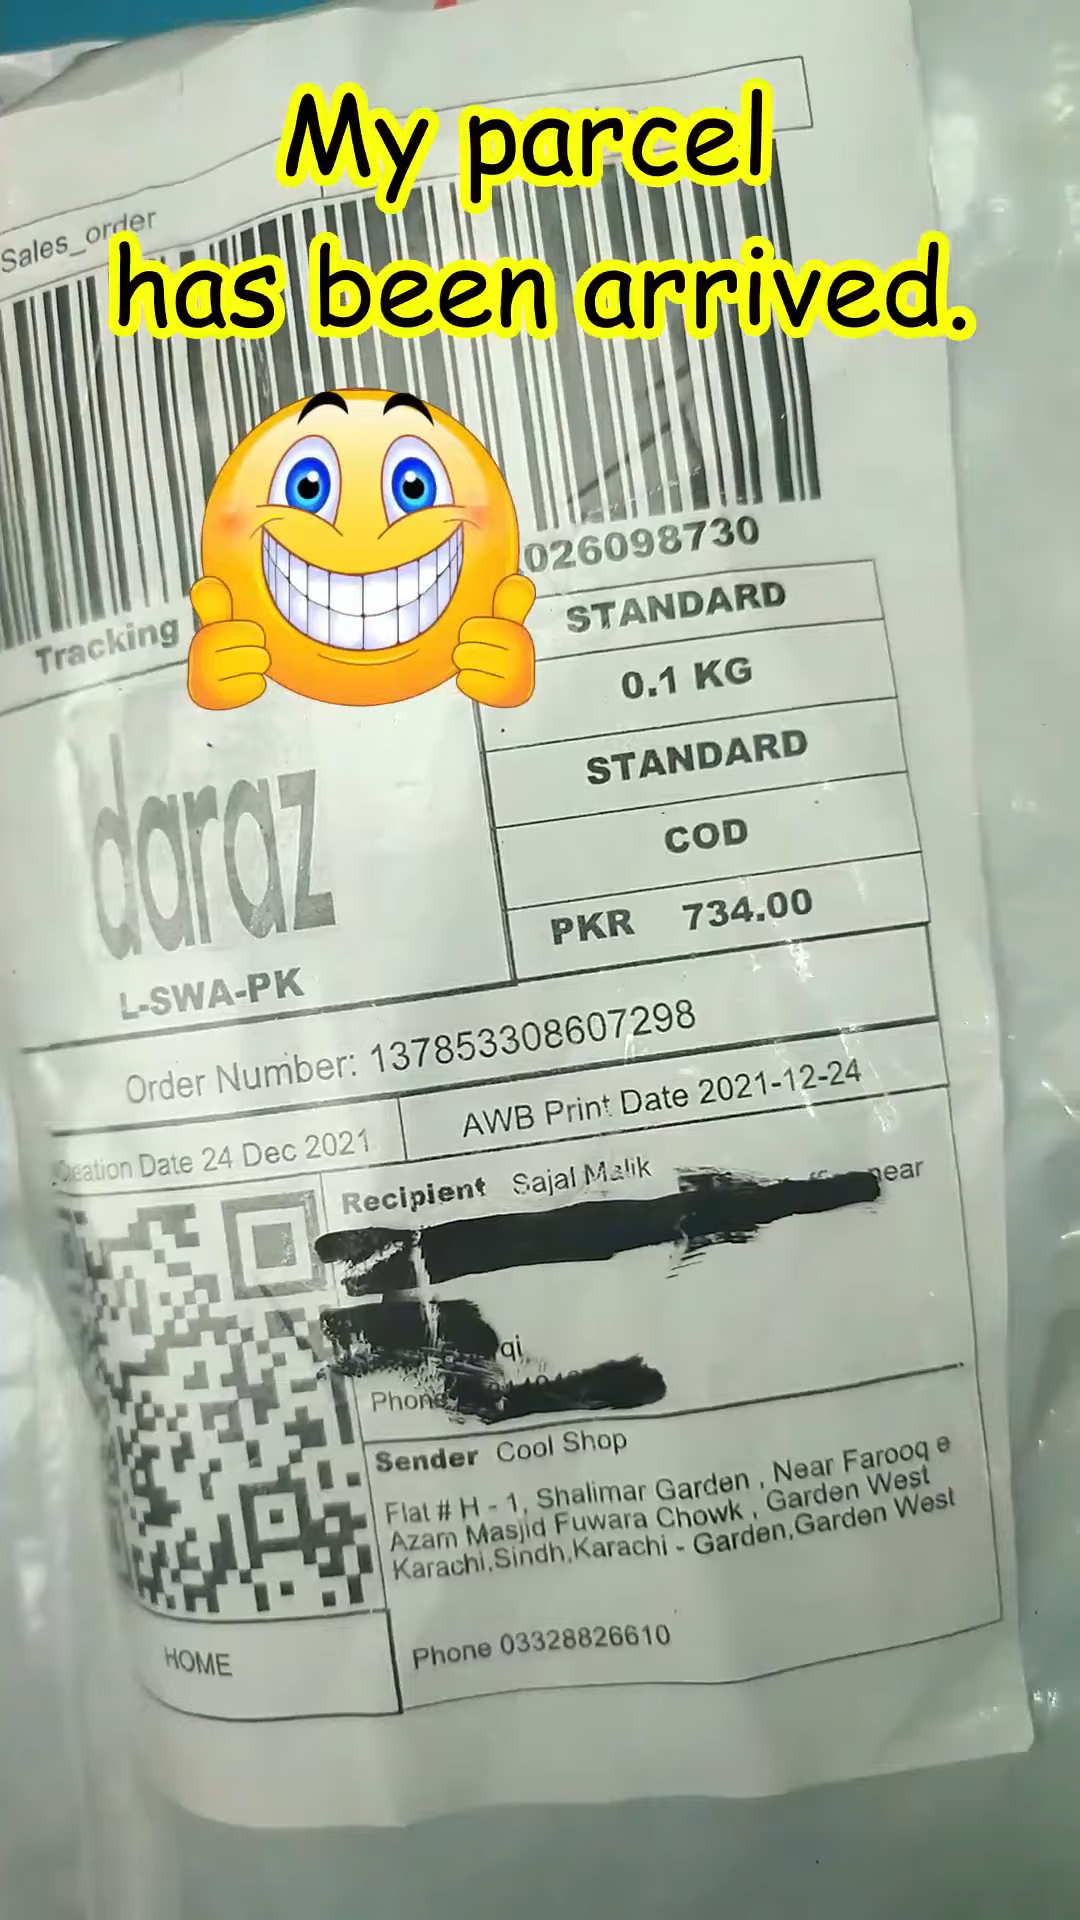 My parcel
has been arrived.
Sales_order
026098730
Tracking
STANDARD
0.1 KG
STANDARD
COD
PKR 734.00
daraz
L-SWA-PK
Order Number: 137853308607298
Creation Date 24 Dec 2021
AWB Print Date 2021-12-24
Recipient Sajal Malik
near
qi
Phone
Sender Cool Shop
Flat # H - 1, Shalimar Garden , Near Farooq e
Azam Masjid Fuwara Chowk , Garden West
Karachi,Sindh,Karachi - Garden,Garden West
HOME
Phone 03328826610